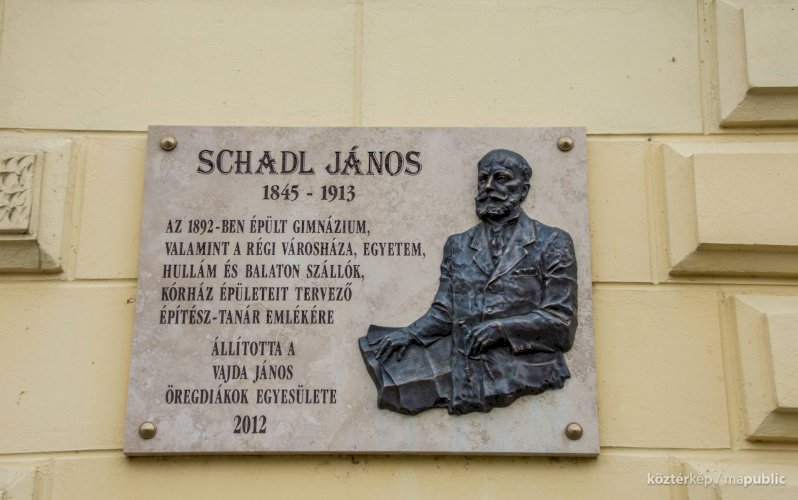 SCHADL JÁNOS
1845 - 1913
AZ 1892-BEN ÉPÜLT GIMNÁZIUM,
VALAMINT A RÉGI VÁROSHÁZA, EGYETEM,
HULLÁM ÉS BALATON SZÁLLÓK,
KÓRHÁZ ÉPÜLETEIT TERVEZŐ
ÉPÍTÉSZ-TANÁR EMLÉKÉRE
ÁLLÍTOTTA A
VAJDA JÁNOS
ÖREGDIÁKOK EGYESÜLETE
2012
köztérkép / mapublic